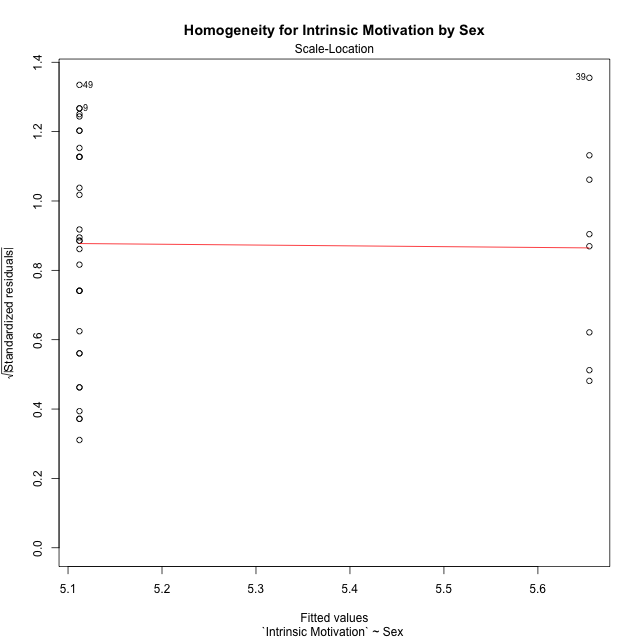 Homogeneity for Intrinsic Motivation by Sex
Scale-Location
1.4
1.2
1.0
0.8
0.6
0.4
0.2
0.0
√|Standardized residuals|
49
9
39
5.1 5.2 5.3 5.4 5.5 5.6
Fitted values
`Intrinsic Motivation` ~ Sex